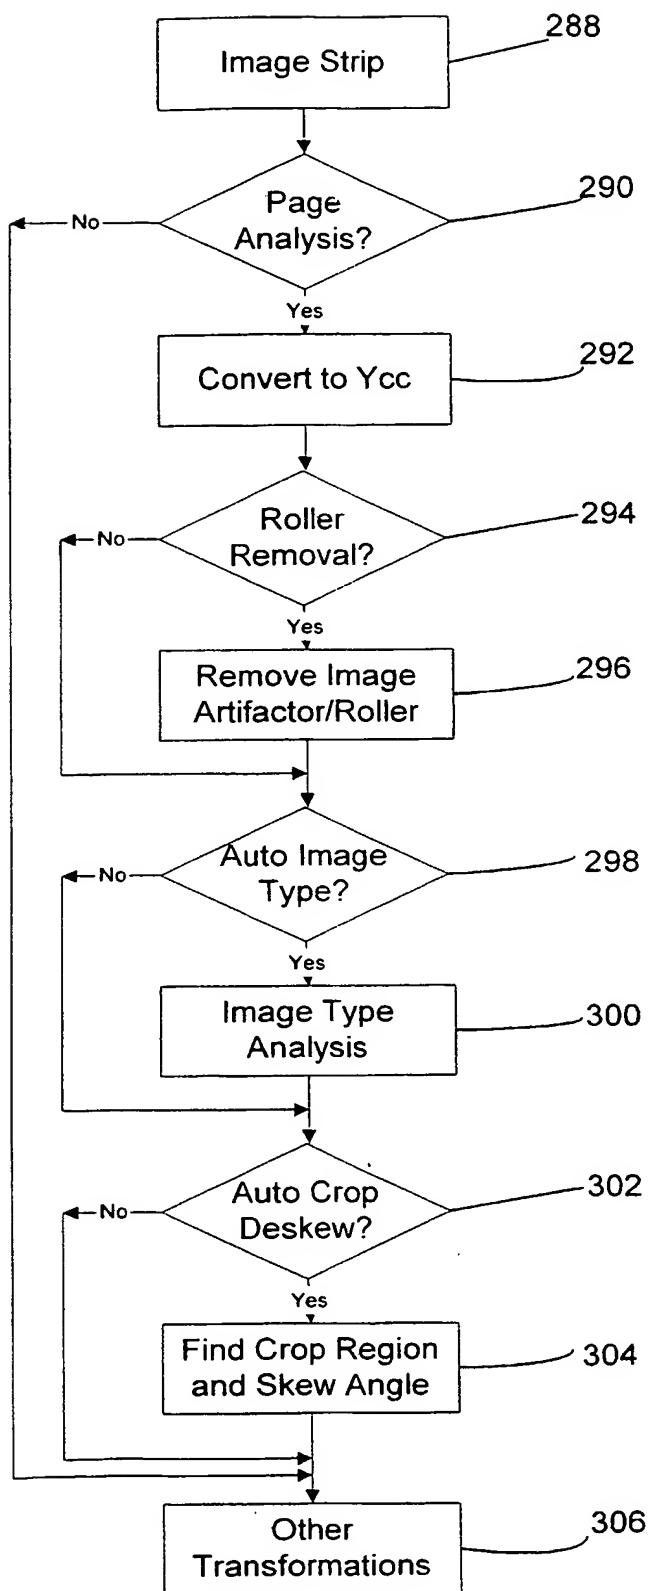 Image Strip
288
Page
Analysis?
290
No
Yes
Convert to Ycc
292
Roller
Removal?
294
No
Yes
Remove Image
Artifactor/Roller
296
Auto Image
Type?
298
No
Yes
Image Type
Analysis
300
Auto Crop
Deskew?
302
No
Yes
Find Crop Region
and Skew Angle
304
Other
Transformations
306